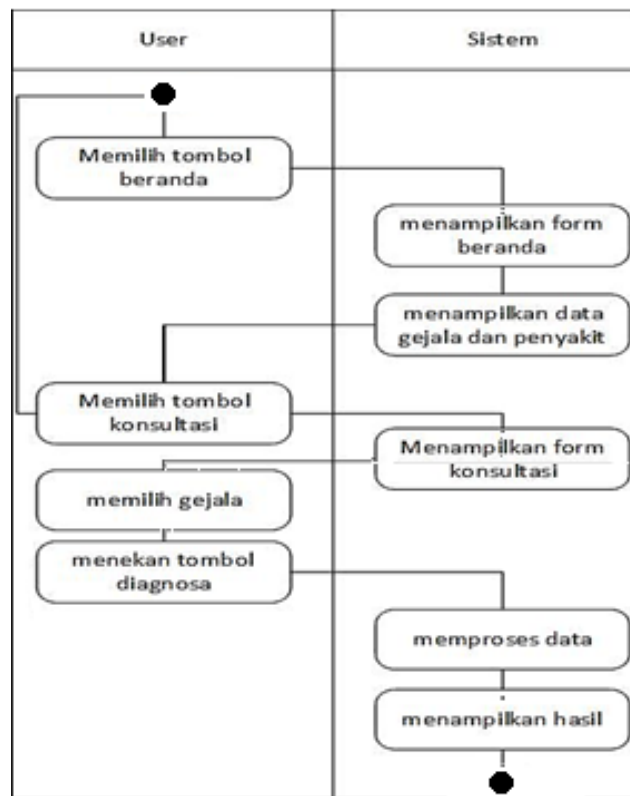 User
Sistem
Memilih tombol
beranda
menampilkan form
beranda
menampilkan data
gejala dan penyakit
Memilih tombol
konsultasi
Menampilkan form
konsultasi
memilih gejala
menekan tombol
diagnosa
memproses data
menampilkan hasil